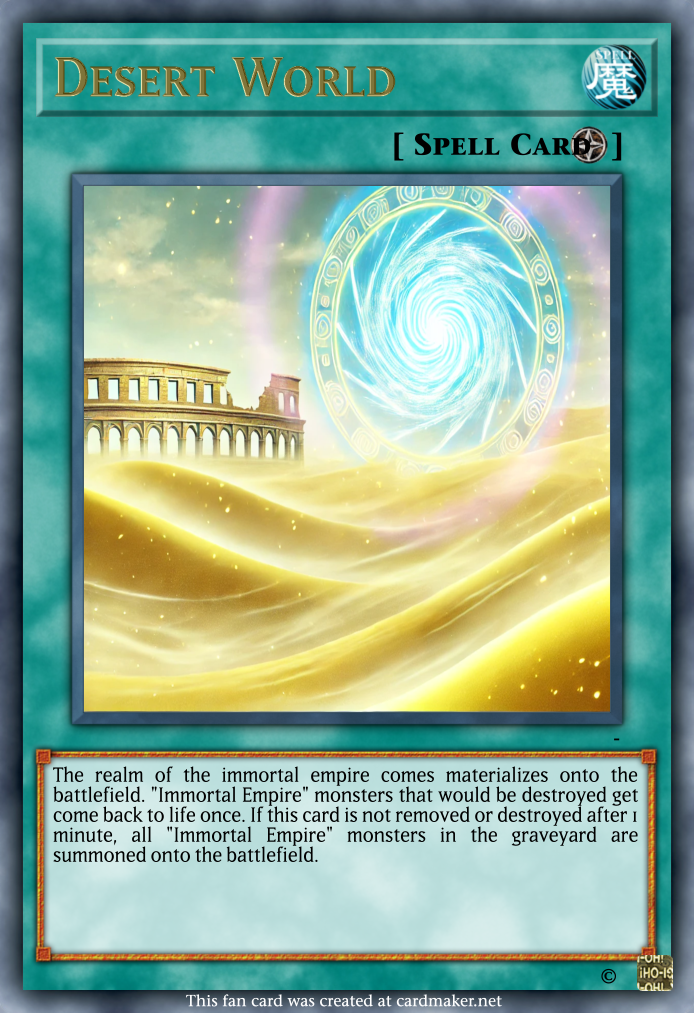 Desert World
SPELL
魔
[ Spell Card ]
-
The realm of the immortal empire comes materializes onto the
battlefield. "Immortal Empire" monsters that would be destroyed get
come back to life once. If this card is not removed or destroyed after 1
minute, all "Immortal Empire" monsters in the graveyard are
summoned onto the battlefield.
©
This fan card was created at cardmaker.net